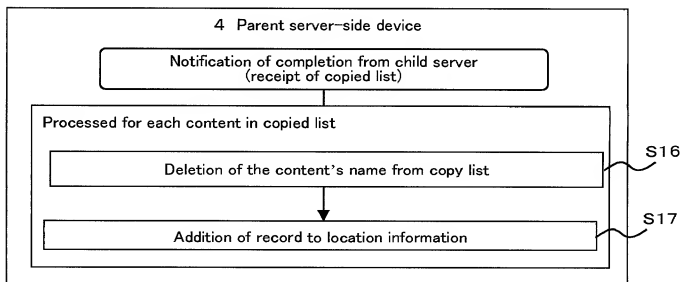 4 Parent server-side device
Notification of completion from child server
(receipt of copied list)
Processed for each content in copied list
Deletion of the content's name from copy list
S16
Addition of record to location information
S17